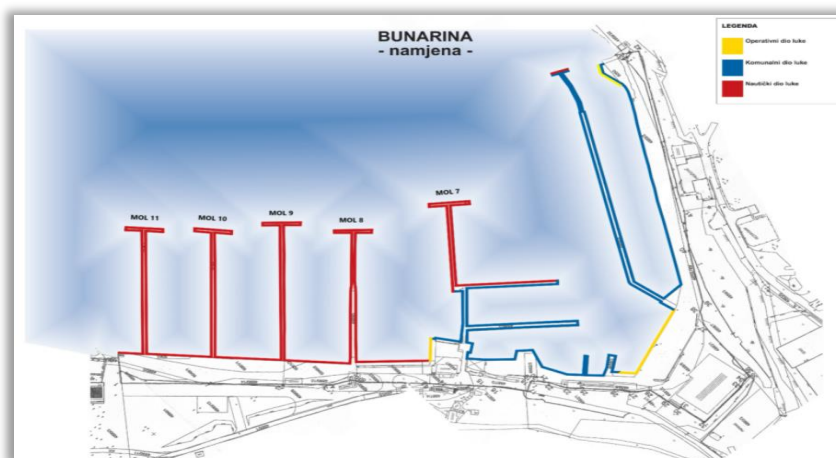 BUNARINA
- namjena -
LEGENDA
Operativni dio luke
Komunalni dio luke
Nautički dio luke
MOL 7
MOL 11
MOL 10
MOL 9
MOL 8